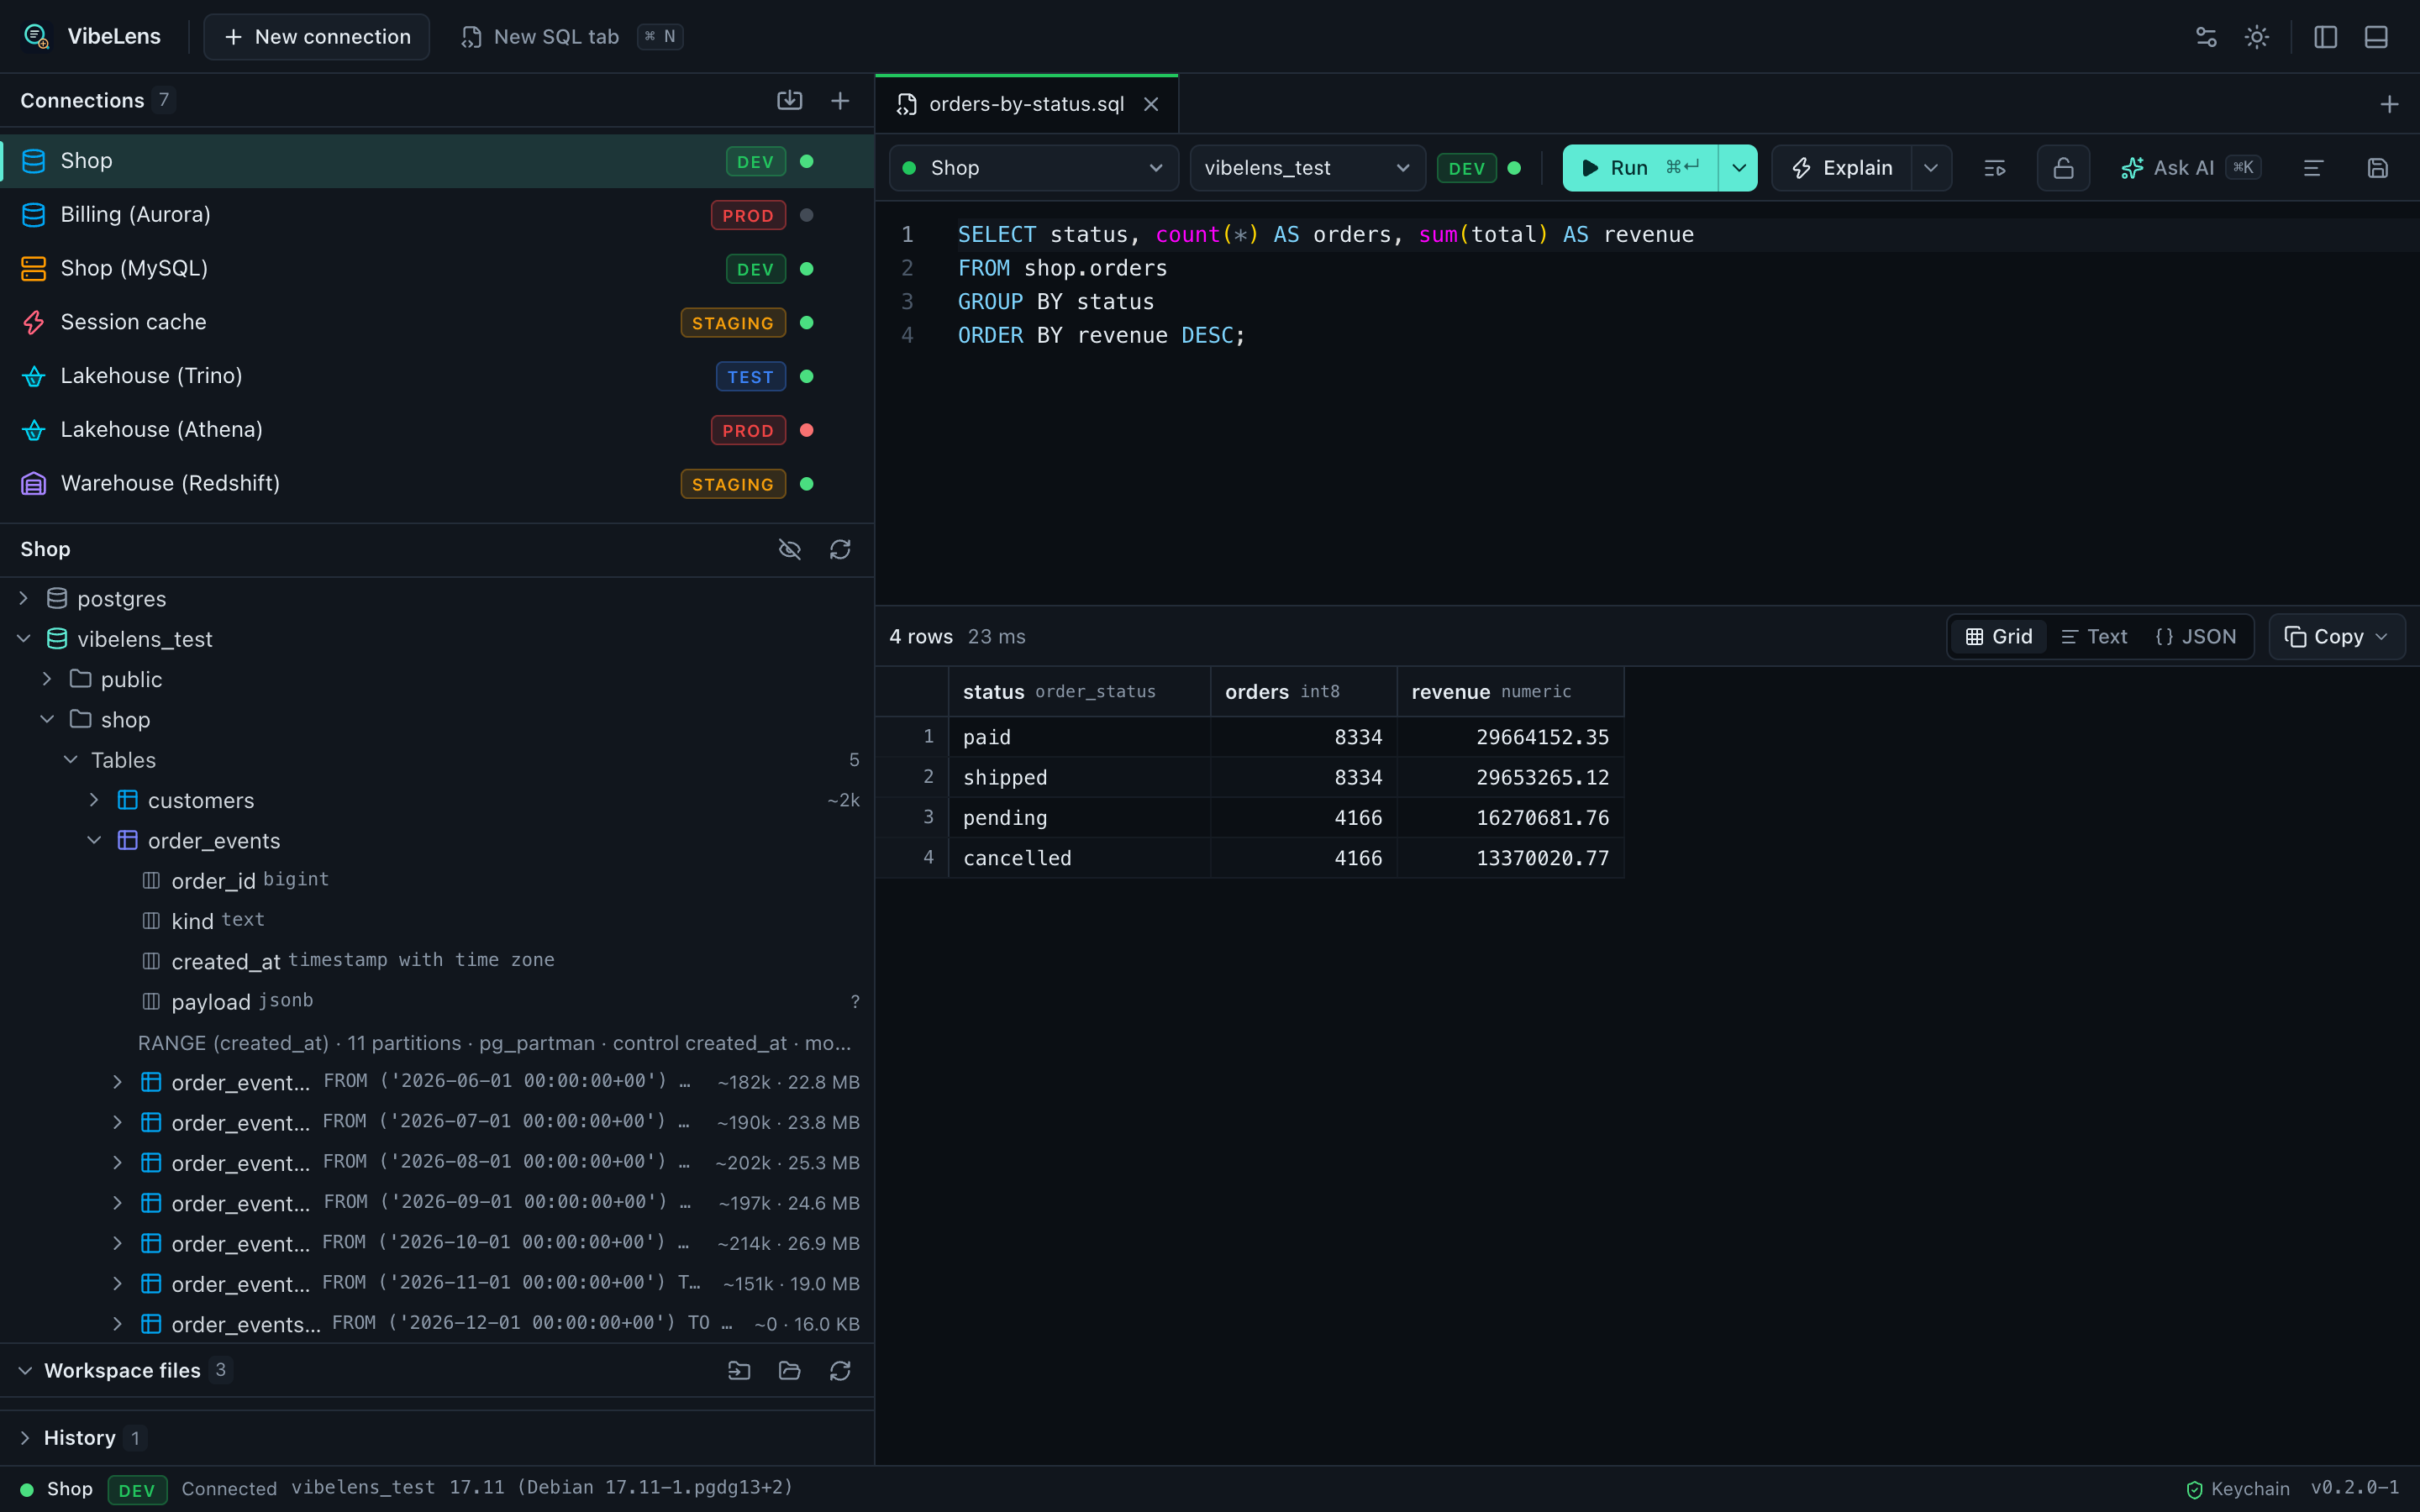 VibeLens
New connection
New SQL tab ⌘ N
Connections 7
Shop DEV
Billing (Aurora) PROD
Shop (MySQL) DEV
Session cache STAGING
Lakehouse (Trino) TEST
Lakehouse (Athena) PROD
Warehouse (Redshift) STAGING
Shop
postgres
vibelens_test
public
shop
Tables 5
customers ~2k
order_events
order_id bigint
kind text
created_at timestamp with time zone
payload jsonb ?
RANGE (created_at) · 11 partitions · pg_partman · control created_at · mo...
order_event... FROM ('2026-06-01 00:00:00+00') … ~182k · 22.8 MB
order_event... FROM ('2026-07-01 00:00:00+00') … ~190k · 23.8 MB
order_event... FROM ('2026-08-01 00:00:00+00') … ~202k · 25.3 MB
order_event... FROM ('2026-09-01 00:00:00+00') … ~197k · 24.6 MB
order_event... FROM ('2026-10-01 00:00:00+00') … ~214k · 26.9 MB
order_event... FROM ('2026-11-01 00:00:00+00') T… ~151k · 19.0 MB
order_events... FROM ('2026-12-01 00:00:00+00') TO … ~0 · 16.0 KB
Workspace files 3
History 1
orders-by-status.sql
Shop vibelens_test DEV Run ⌘↵ Explain Ask AI ⌘K
1 SELECT status, count(*) AS orders, sum(total) AS revenue
2 FROM shop.orders
3 GROUP BY status
4 ORDER BY revenue DESC;
4 rows 23 ms Grid Text {} JSON Copy
status order_status orders int8 revenue numeric
1 paid 8334 29664152.35
2 shipped 8334 29653265.12
3 pending 4166 16270681.76
4 cancelled 4166 13370020.77
Shop DEV Connected vibelens_test 17.11 (Debian 17.11-1.pgdg13+2)
Keychain v0.2.0-1